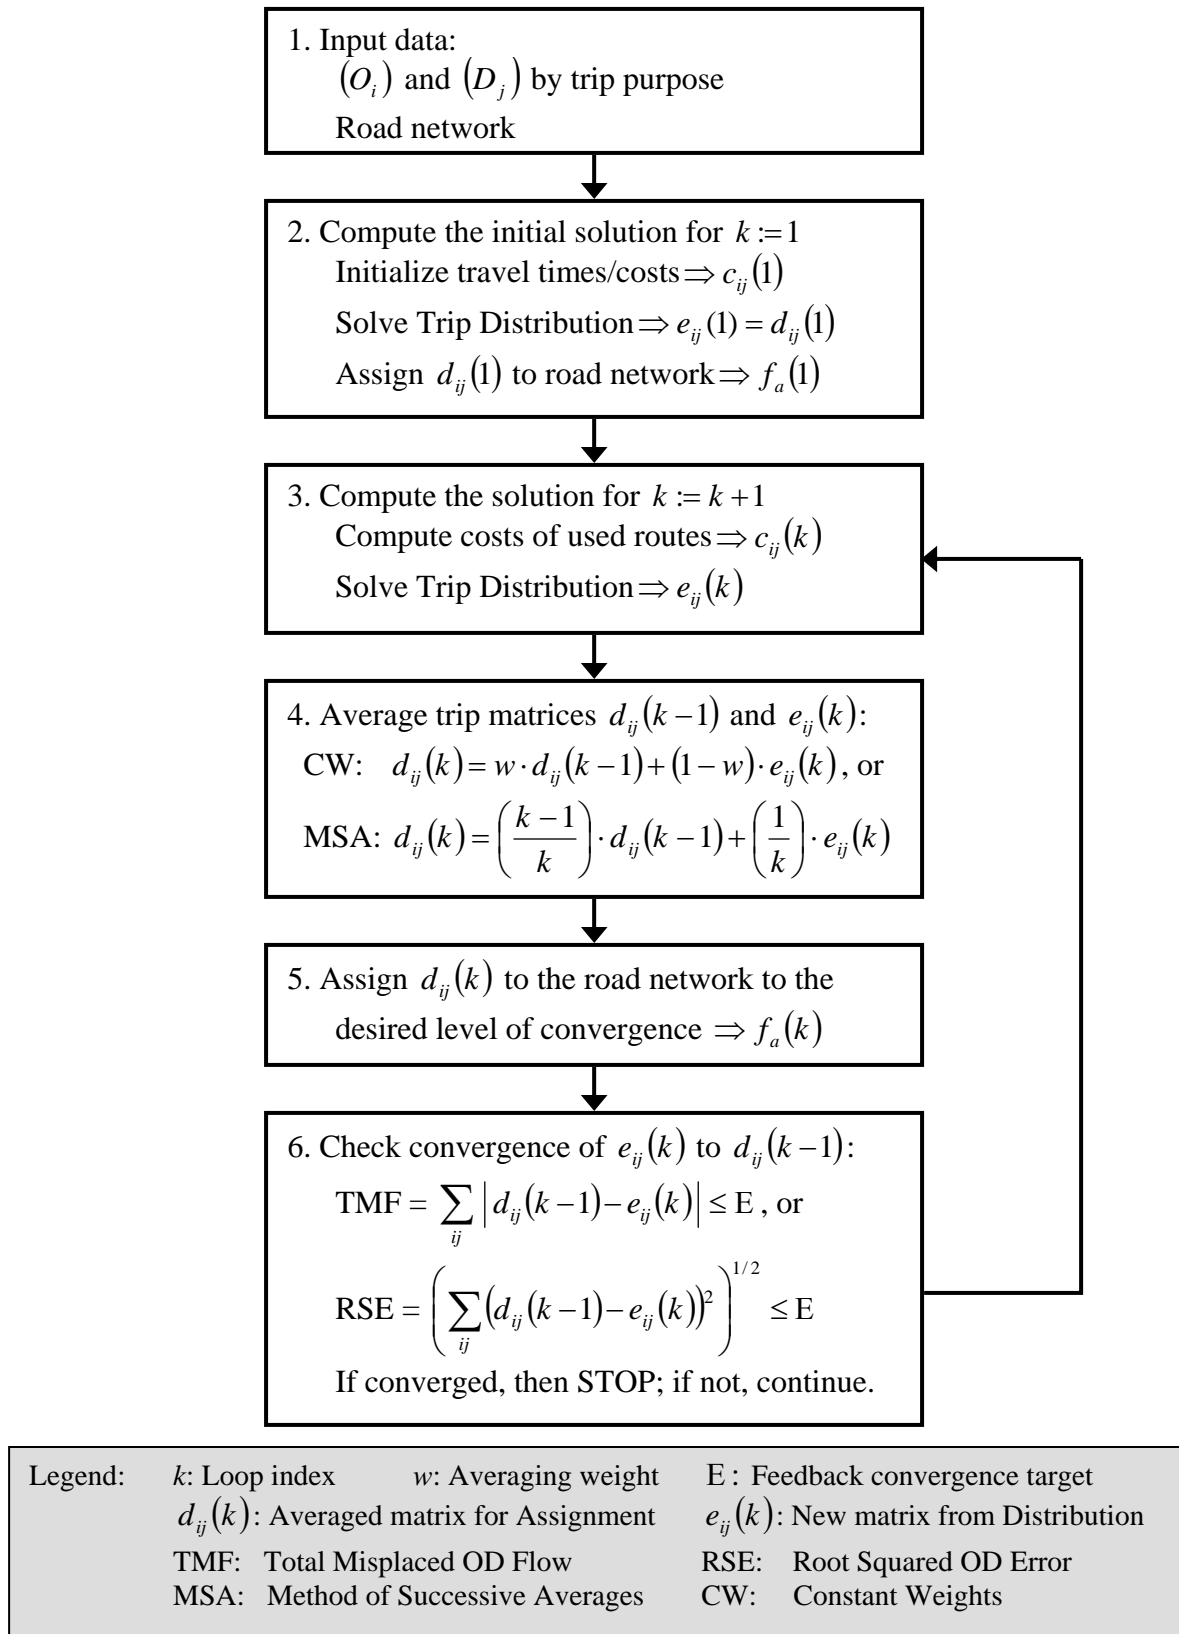 1. Input data:
(O_i) and (D_j) by trip purpose
Road network
2. Compute the initial solution for k := 1
Initialize travel times/costs ⇒ c_ij(1)
Solve Trip Distribution ⇒ e_ij(1) = d_ij(1)
Assign d_ij(1) to road network ⇒ f_a(1)
3. Compute the solution for k := k + 1
Compute costs of used routes ⇒ c_ij(k)
Solve Trip Distribution ⇒ e_ij(k)
4. Average trip matrices d_ij(k − 1) and e_ij(k):
CW: d_ij(k) = w · d_ij(k − 1) + (1 − w) · e_ij(k), or
MSA: d_ij(k) = ((k − 1)/k) · d_ij(k − 1) + (1/k) · e_ij(k)
5. Assign d_ij(k) to the road network to the
desired level of convergence ⇒ f_a(k)
6. Check convergence of e_ij(k) to d_ij(k − 1):
TMF = ∑_ij |d_ij(k − 1) − e_ij(k)| ≤ E, or
RSE = (∑_ij (d_ij(k − 1) − e_ij(k))^2)^1/2 ≤ E
If converged, then STOP; if not, continue.
Legend: k: Loop index w: Averaging weight E: Feedback convergence target
d_ij(k): Averaged matrix for Assignment e_ij(k): New matrix from Distribution
TMF: Total Misplaced OD Flow RSE: Root Squared OD Error
MSA: Method of Successive Averages CW: Constant Weights